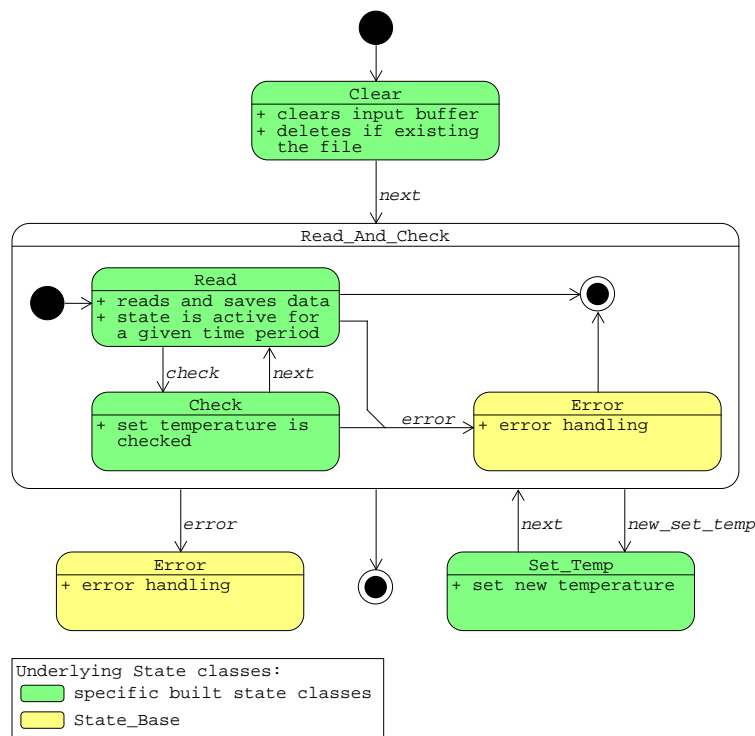 Clear
+ clears input buffer
+ deletes if existing
the file
next
Read_And_Check
Read
+ reads and saves data
+ state is active for
a given time period
check
next
Check
+ set temperature is
checked
error
Error
+ error handling
error
next
new_set_temp
Error
+ error handling
Set_Temp
+ set new temperature
Underlying State classes:
specific built state classes
State_Base